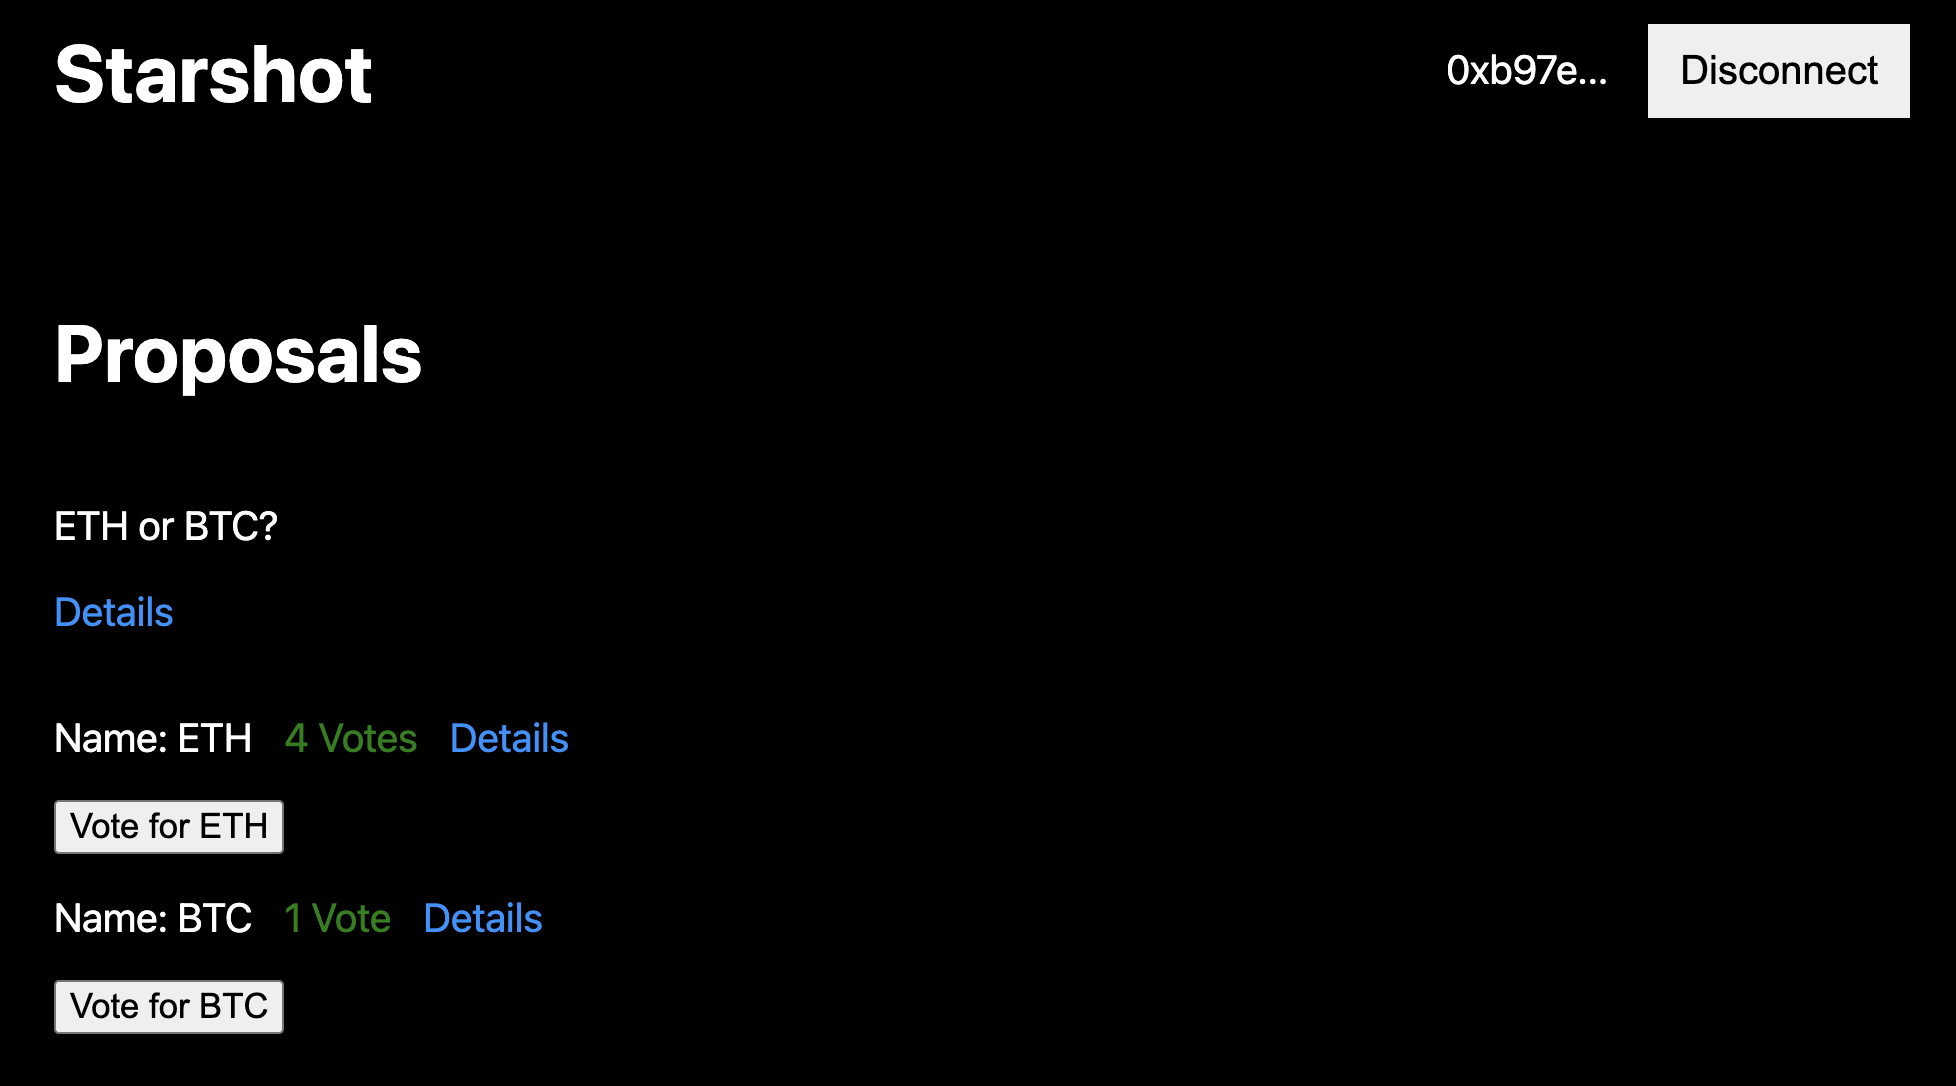 Starshot
0xb97e...
Disconnect
Proposals
ETH or BTC?
Details
Name: ETH 4 Votes Details
Vote for ETH
Name: BTC 1 Vote Details
Vote for BTC